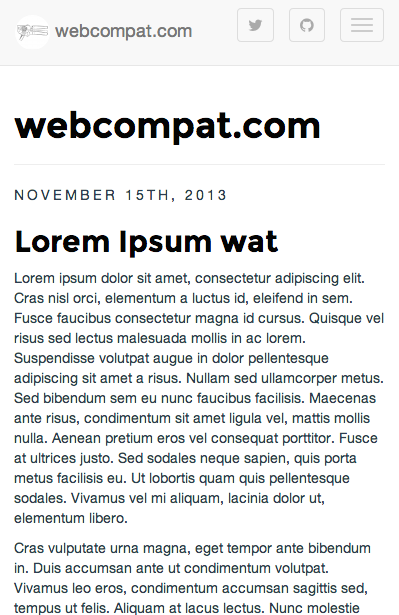 webcompat.com
webcompat.com
NOVEMBER 15TH, 2013
Lorem Ipsum wat
Lorem ipsum dolor sit amet, consectetur adipiscing elit.
Cras nisl orci, elementum a luctus id, eleifend in sem.
Fusce faucibus consectetur magna id cursus. Quisque vel
risus sed lectus malesuada mollis in ac lorem.
Suspendisse volutpat augue in dolor pellentesque
adipiscing sit amet a risus. Nullam sed ullamcorper metus.
Sed bibendum sem eu nunc faucibus facilisis. Maecenas
ante risus, condimentum sit amet ligula vel, mattis mollis
nulla. Aenean pretium eros vel consequat porttitor. Fusce
at ultrices justo. Sed sodales neque sapien, quis porta
metus facilisis eu. Ut lobortis quam quis pellentesque
sodales. Vivamus vel mi aliquam, lacinia dolor ut,
elementum libero.
Cras vulputate urna magna, eget tempor ante bibendum
in. Duis accumsan ante ut condimentum volutpat.
Vivamus leo eros, condimentum accumsan sagittis sed,
tempus ut felis. Aliquam at lacus lectus. Nunc molestie